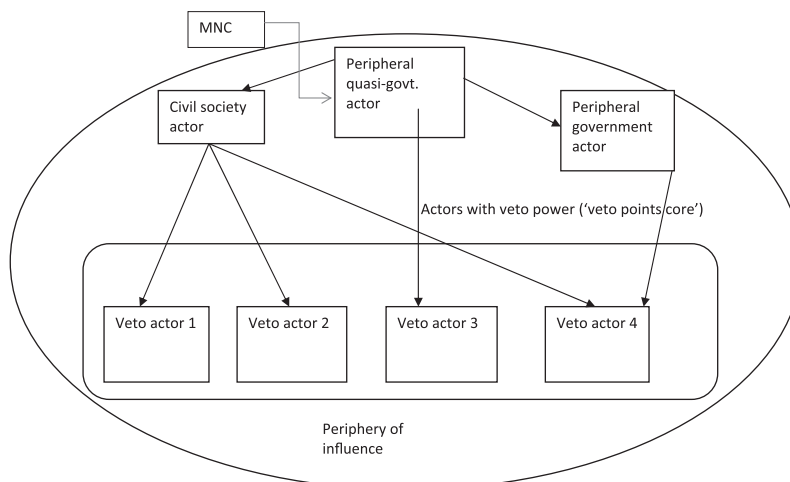 MNC
Peripheral
quasi-govt.
actor
Civil society
actor
Peripheral
government
actor
Actors with veto power (‘veto points core’)
Veto actor 1
Veto actor 2
Veto actor 3
Veto actor 4
Periphery of
influence